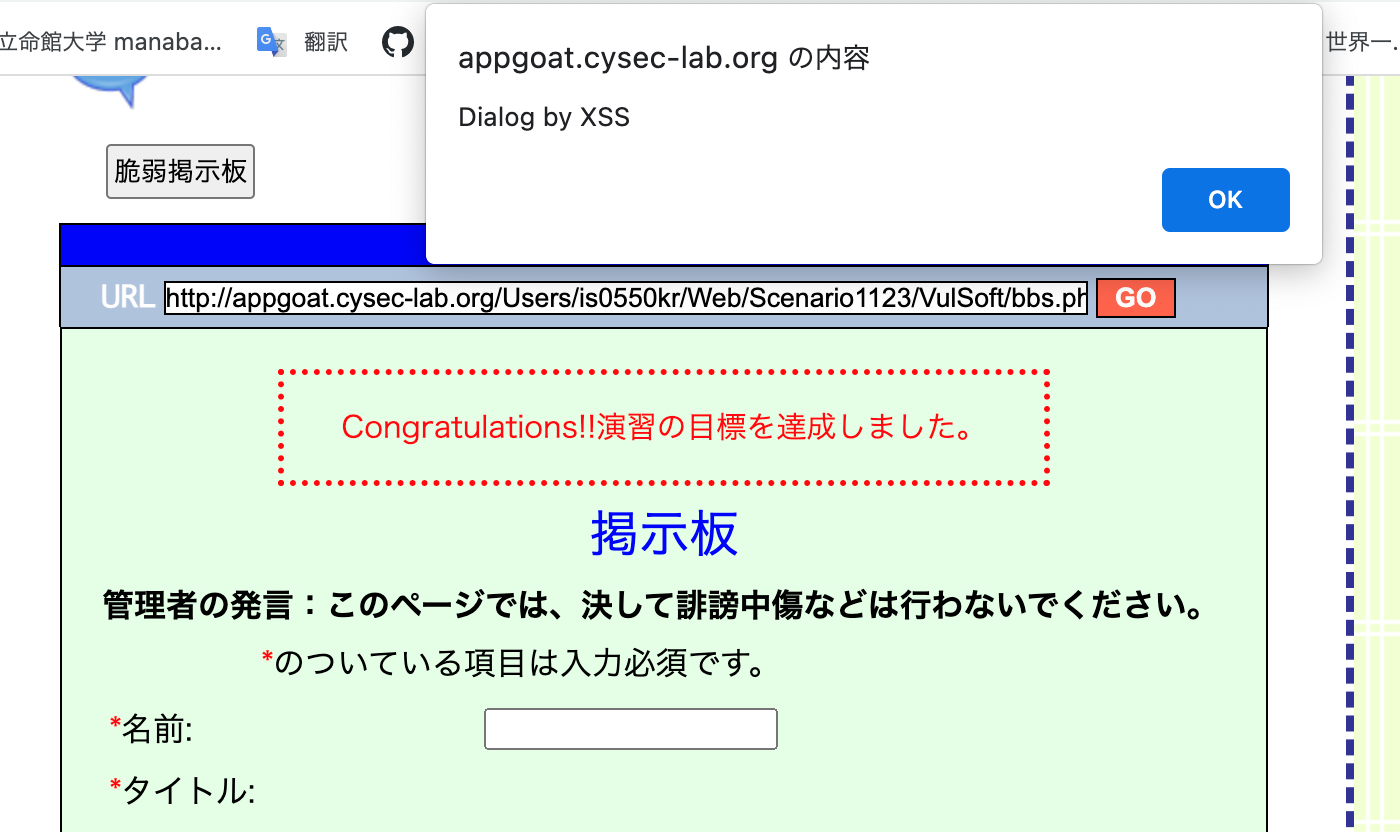 立命館大学 manaba...
翻訳
世界一.
appgoat.cysec-lab.org の内容
Dialog by XSS
OK
脆弱掲示板
URL http://appgoat.cysec-lab.org/Users/is0550kr/Web/Scenario1123/VulSoft/bbs.ph GO
Congratulations!!演習の目標を達成しました。
掲示板
管理者の発言：このページでは、決して誹謗中傷などは行わないでください。
*のついている項目は入力必須です。
*名前:
*タイトル: